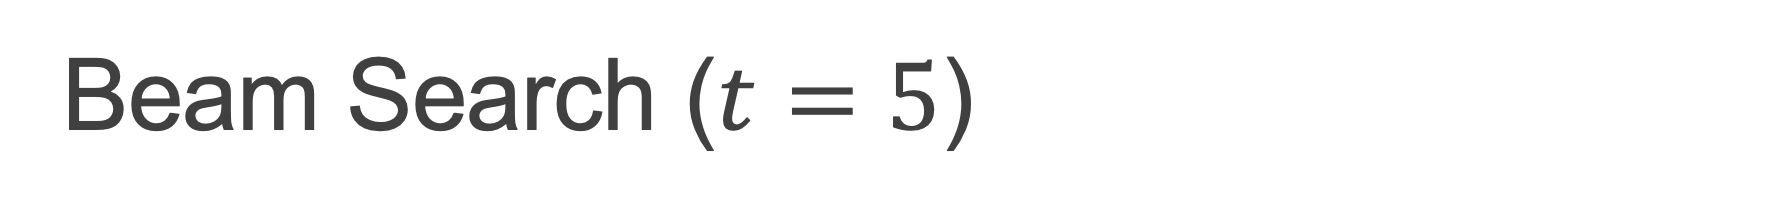 Beam Search (t = 5)